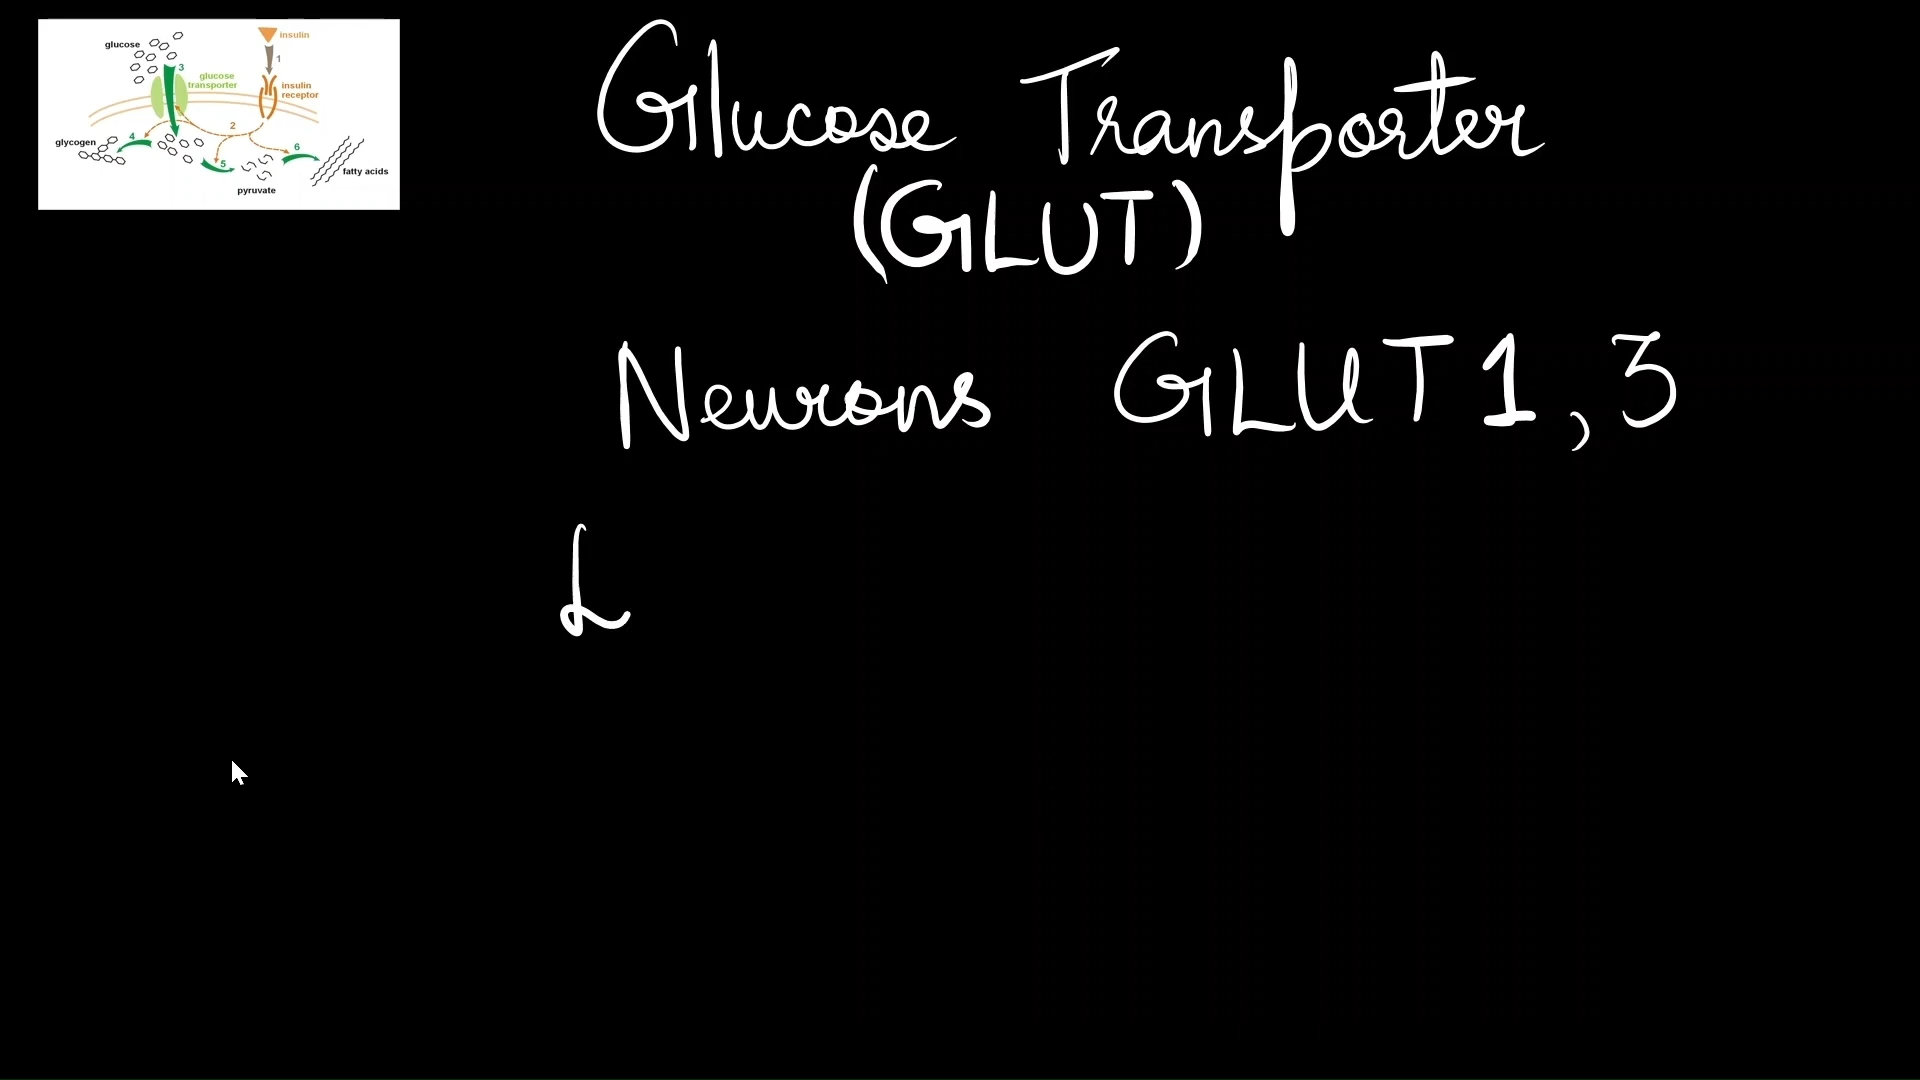 glucose
insulin
1
3
glucose
transporter
insulin
receptor
2
4
glycogen
5
6
fatty acids
pyruvate
Glucose Transporter
(GLUT)
Neurons GLUT 1, 3
L